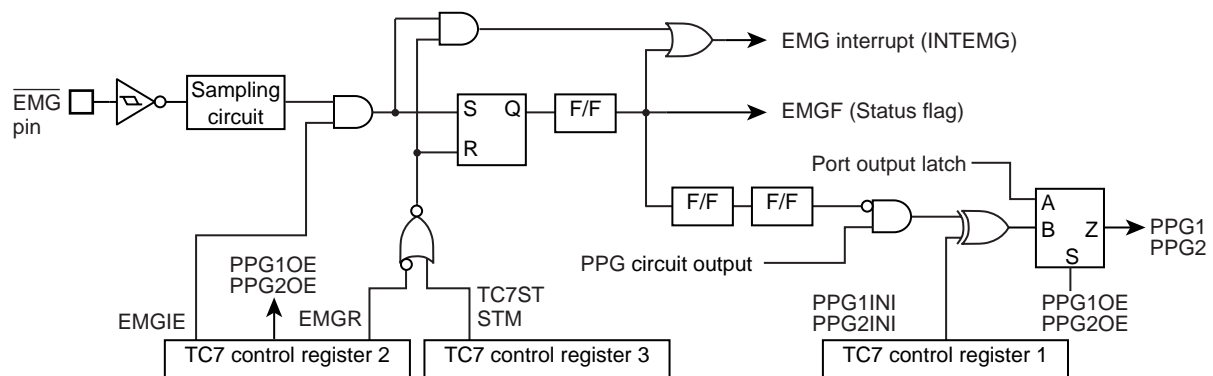 EMG interrupt (INTEMG)
EMG
pin
Sampling
circuit
S
Q
R
F/F
EMGF (Status flag)
Port output latch
F/F
F/F
A
B
Z
S
PPG1
PPG2
PPG circuit output
PPG1OE
PPG2OE
TC7ST
STM
EMGIE
EMGR
PPG1INI
PPG2INI
PPG1OE
PPG2OE
TC7 control register 2
TC7 control register 3
TC7 control register 1